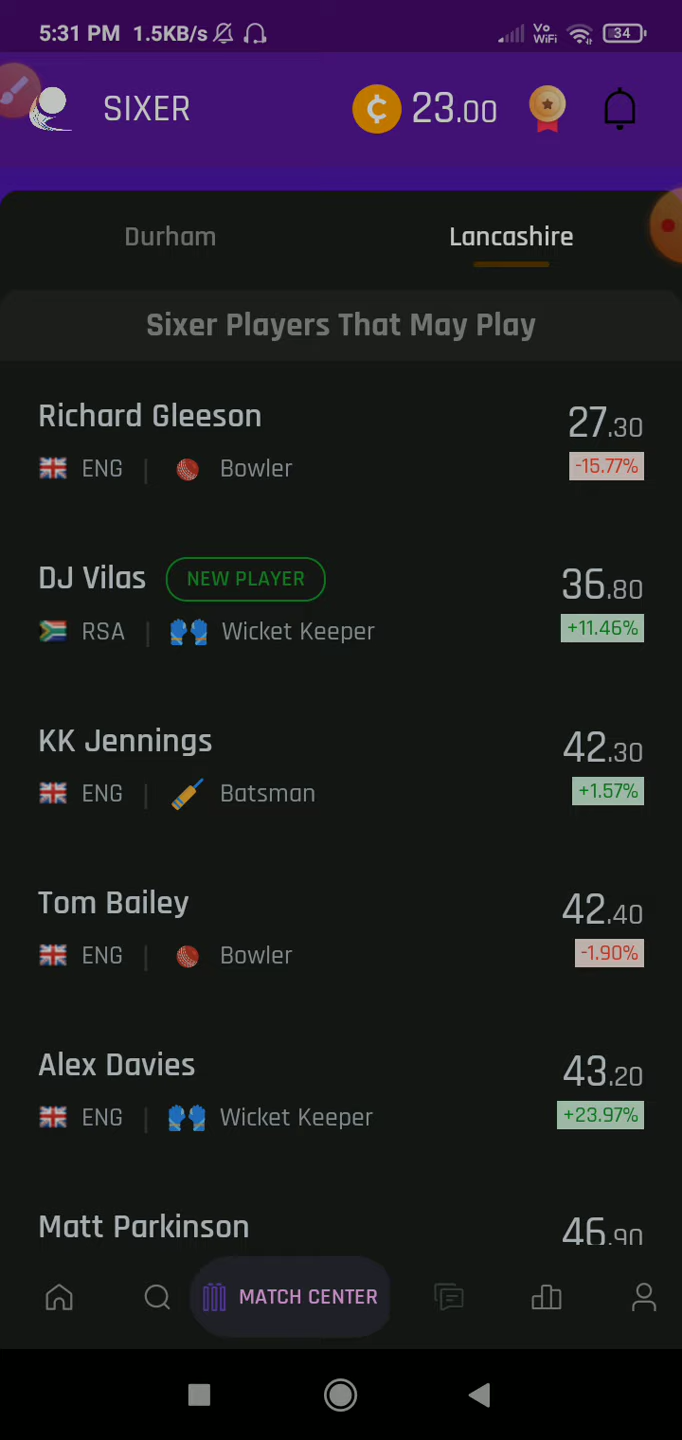 5:31 PM 1.5KB/s Vo WiFi 34
SIXER ¢ 23.00
Durham Lancashire
Sixer Players That May Play
Richard Gleeson 27.30
ENG | Bowler -15.77%
DJ Vilas NEW PLAYER 36.80
RSA | Wicket Keeper +11.46%
KK Jennings 42.30
ENG | Batsman +1.57%
Tom Bailey 42.40
ENG | Bowler -1.90%
Alex Davies 43.20
ENG | Wicket Keeper +23.97%
Matt Parkinson 46.90
MATCH CENTER